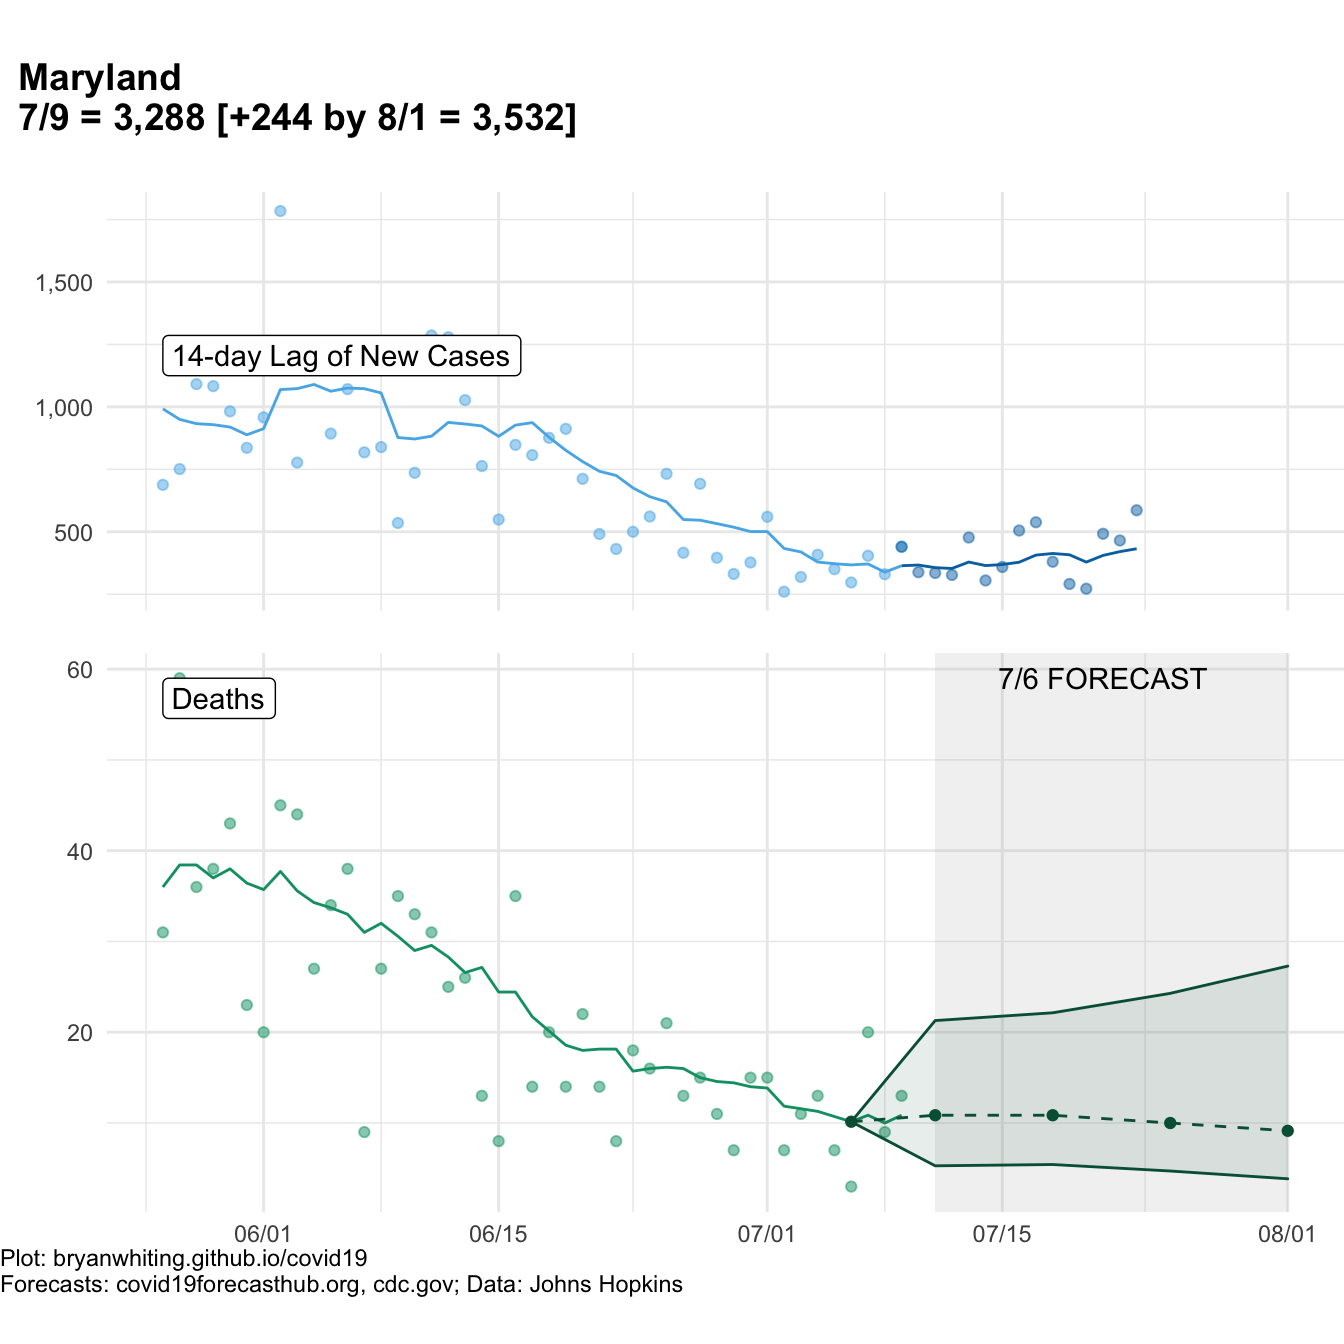 Maryland
7/9 = 3,288 [+244 by 8/1 = 3,532]
1,500
14-day Lag of New Cases
1,000
500
60
7/6 FORECAST
Deaths
40
20
06/01 06/15 07/01 07/15 08/01
Plot: bryanwhiting.github.io/covid19
Forecasts: covid19forecasthub.org, cdc.gov; Data: Johns Hopkins